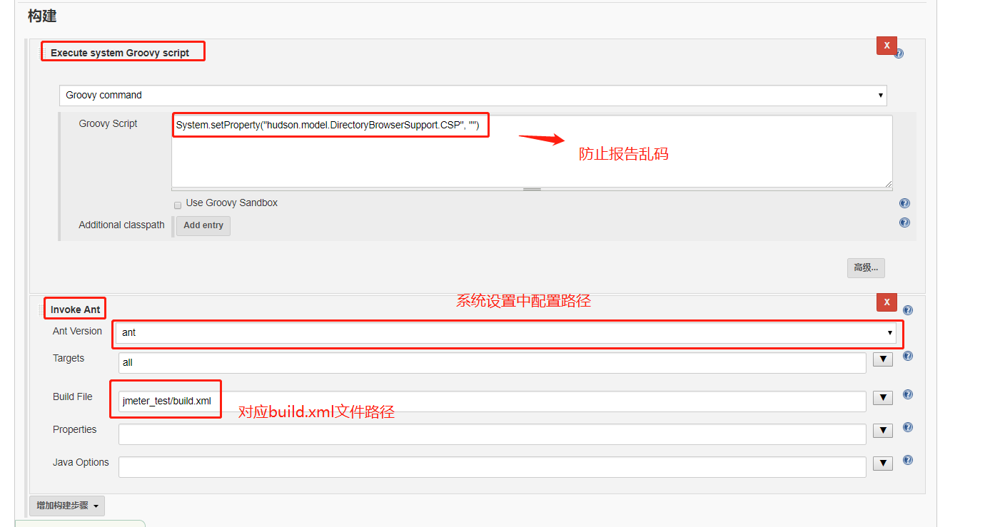 构建
Execute system Groovy script
X
Groovy command
Groovy Script
System.setProperty("hudson.model.DirectoryBrowserSupport.CSP", "")
防止报告乱码
Use Groovy Sandbox
Additional classpath
Add entry
高级...
系统设置中配置路径
Invoke Ant
X
Ant Version
ant
Targets
all
Build File
jmeter_test/build.xml
对应build.xml文件路径
Properties
Java Options
增加构建步骤